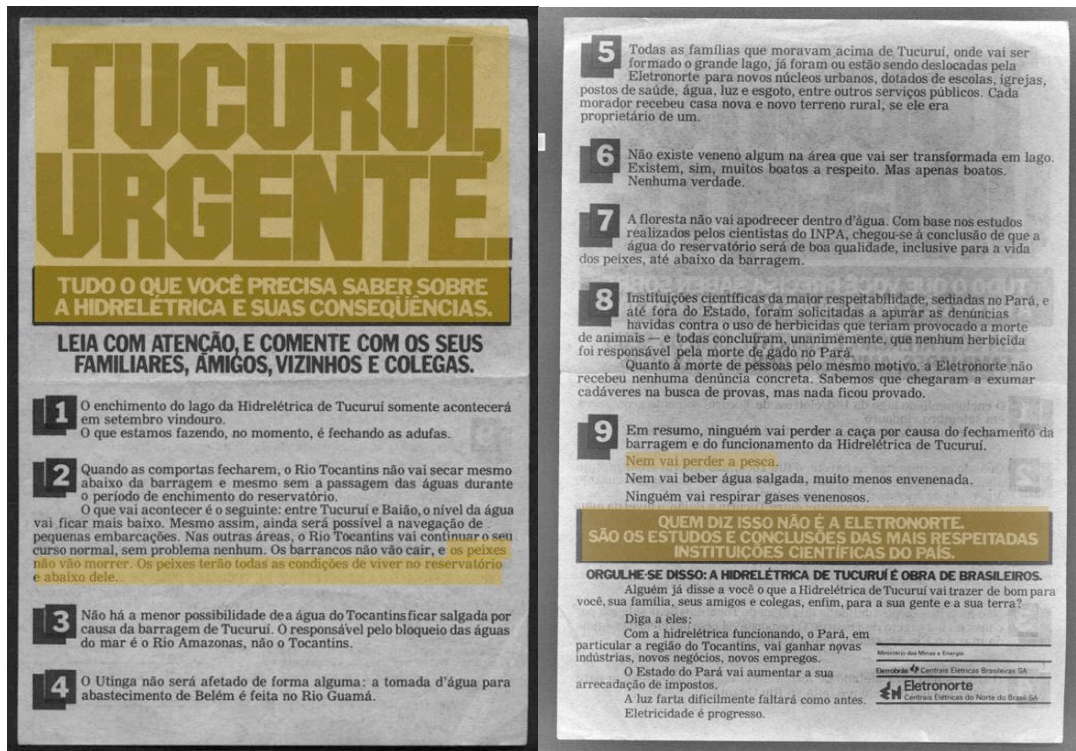 TUCURUÍ,
URGENTE.
TUDO O QUE VOCÊ PRECISA SABER SOBRE
A HIDRELÉTRICA E SUAS CONSEQÜÊNCIAS.
LEIA COM ATENÇÃO, E COMENTE COM OS SEUS
FAMILIARES, AMIGOS, VIZINHOS E COLEGAS.
1 O enchimento do lago da Hidrelétrica de Tucuruí somente acontecerá
em setembro vindouro.
O que estamos fazendo, no momento, é fechando as adufas.
2 Quando as comportas fecharem, o Rio Tocantins não vai secar mesmo
abaixo da barragem e mesmo sem a passagem das águas durante
o período de enchimento do reservatório.
O que vai acontecer é o seguinte: entre Tucuruí e Baião, o nível da água
vai ficar mais baixo. Mesmo assim, ainda será possível a navegação de
pequenas embarcações. Nas outras áreas, o Rio Tocantins vai continuar o seu
curso normal, sem problema nenhum. Os barrancos não vão cair, e os peixes
não vão morrer. Os peixes terão todas as condições de viver no reservatório
e abaixo dele.
3 Não há a menor possibilidade de a água do Tocantins ficar salgada por
causa da barragem de Tucuruí. O responsável pelo bloqueio das águas
do mar é o Rio Amazonas, não o Tocantins.
4 O Utinga não será afetado de forma alguma: a tomada d'água para
abastecimento de Belém é feita no Rio Guamá.
5 Todas as famílias que moravam acima de Tucuruí, onde vai ser
formado o grande lago, já foram ou estão sendo deslocadas pela
Eletronorte para novos núcleos urbanos, dotados de escolas, igrejas,
postos de saúde, água, luz e esgoto, entre outros serviços públicos. Cada
morador recebeu casa nova e novo terreno rural, se ele era
proprietário de um.
6 Não existe veneno algum na área que vai ser transformada em lago.
Existem, sim, muitos boatos a respeito. Mas apenas boatos.
Nenhuma verdade.
7 A floresta não vai apodrecer dentro d'água. Com base nos estudos
realizados pelos cientistas do INPA, chegou-se à conclusão de que a
água do reservatório será de boa qualidade, inclusive para a vida
dos peixes, até abaixo da barragem.
8 Instituições científicas da maior respeitabilidade, sediadas no Pará, e
até fora do Estado, foram solicitadas a apurar as denúncias
havidas contra o uso de herbicidas que teriam provocado a morte
de animais — e todas concluíram, unanimemente, que nenhum herbicida
foi responsável pela morte de gado no Pará.
Quanto à morte de pessoas pelo mesmo motivo, a Eletronorte não
recebeu nenhuma denúncia concreta. Sabemos que chegaram a exumar
cadáveres na busca de provas, mas nada ficou provado.
9 Em resumo, ninguém vai perder a caça por causa do fechamento da
barragem e do funcionamento da Hidrelétrica de Tucuruí.
Nem vai perder a pesca.
Nem vai beber água salgada, muito menos envenenada.
Ninguém vai respirar gases venenosos.
QUEM DIZ ISSO NÃO É A ELETRONORTE.
SÃO OS ESTUDOS E CONCLUSÕES DAS MAIS RESPEITADAS
INSTITUIÇÕES CIENTÍFICAS DO PAÍS.
ORGULHE-SE DISSO: A HIDRELÉTRICA DE TUCURUÍ É OBRA DE BRASILEIROS.
Alguém já disse a você o que a Hidrelétrica de Tucuruí vai trazer de bom para
você, sua família, seus amigos e colegas, enfim, para a sua gente e a sua terra?
Diga a eles:
Com a hidrelétrica funcionando, o Pará, em
particular a região do Tocantins, vai ganhar novas
indústrias, novos negócios, novos empregos.
O Estado do Pará vai aumentar a sua
arrecadação de impostos.
A luz farta dificilmente faltará como antes.
Eletricidade é progresso.
Ministério das Minas e Energia
Eletrobrás Centrais Elétricas Brasileiras SA
Eletronorte
Centrais Elétricas do Norte do Brasil SA